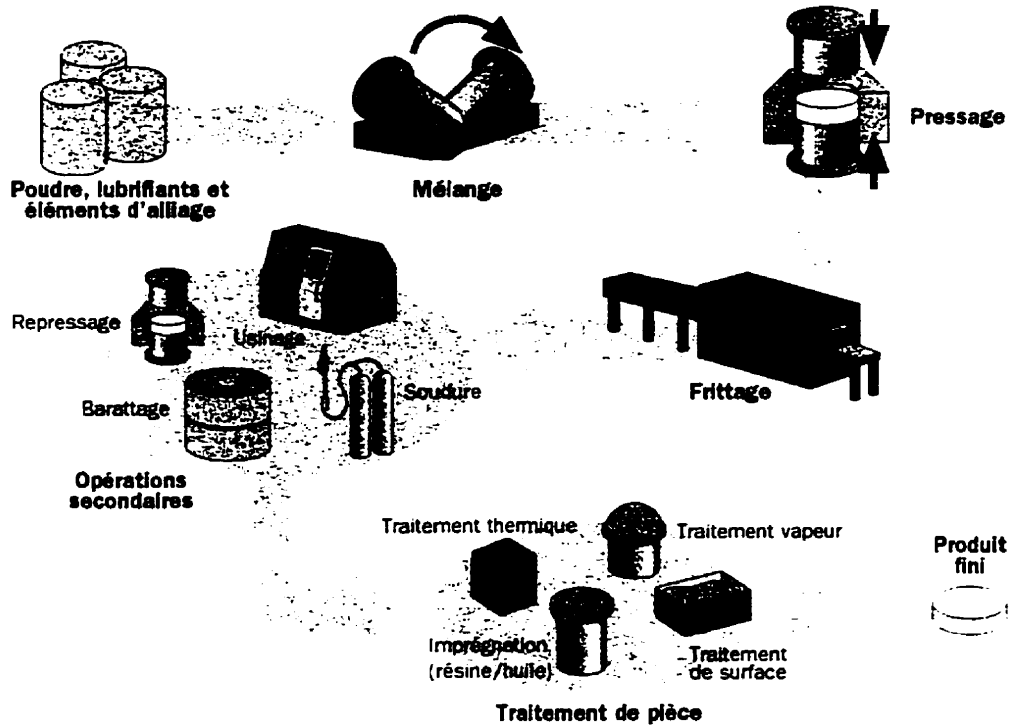 Pressage
Poudre, lubrifiants et
éléments d'alliage
Mélange
Repressage
Usinage
Soudure
Frittage
Barattage
Opérations
secondaires
Traitement thermique
Traitement vapeur
Produit
fini
Imprégnation
(résine/huile)
Traitement
de surface
Traitement de pièce